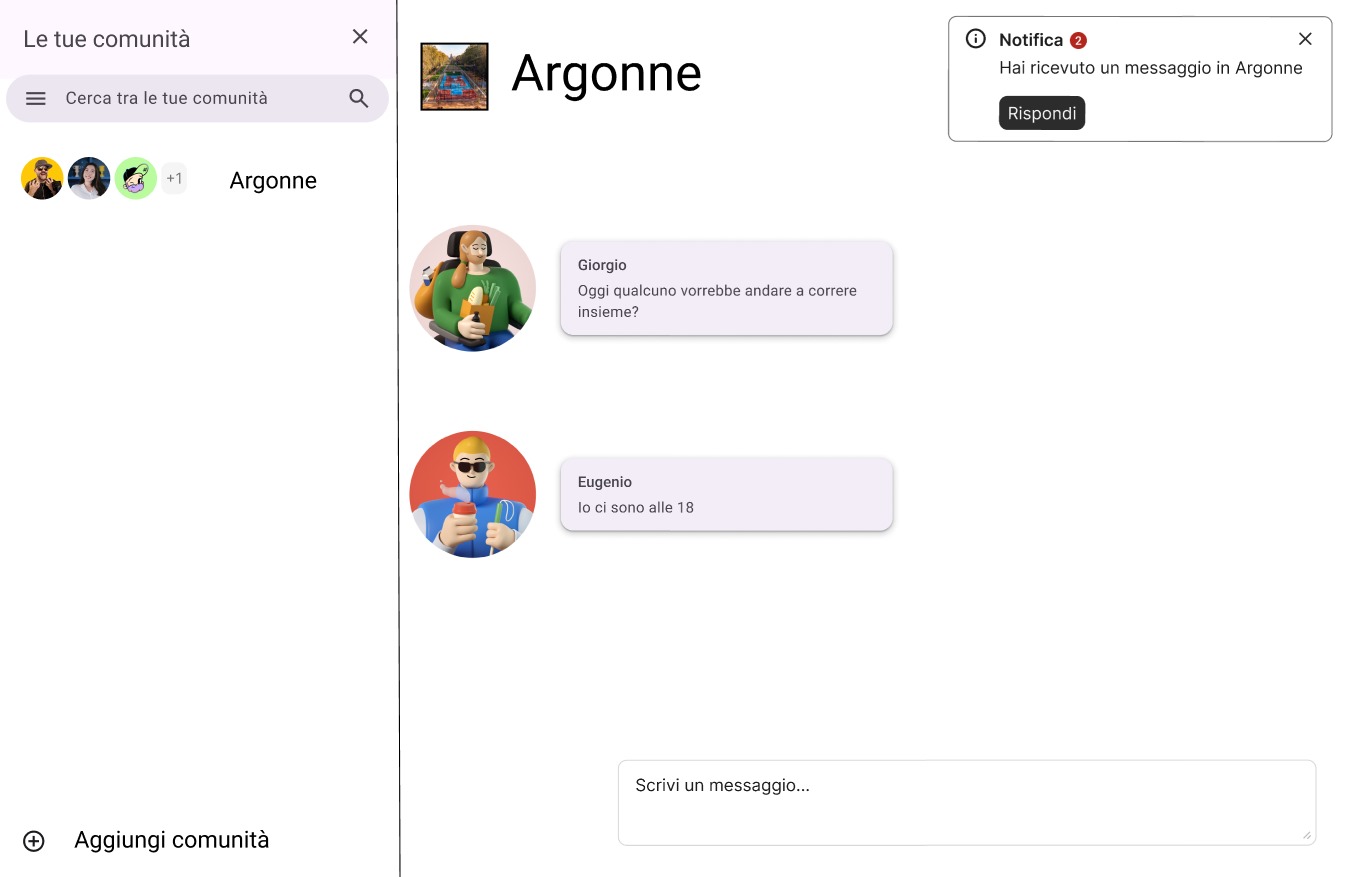 Le tue comunità
Cerca tra le tue comunità
+1
Argonne
Aggiungi comunità
Argonne
Notifica 2
Hai ricevuto un messaggio in Argonne
Rispondi
Giorgio
Oggi qualcuno vorrebbe andare a correre
insieme?
Eugenio
Io ci sono alle 18
Scrivi un messaggio...